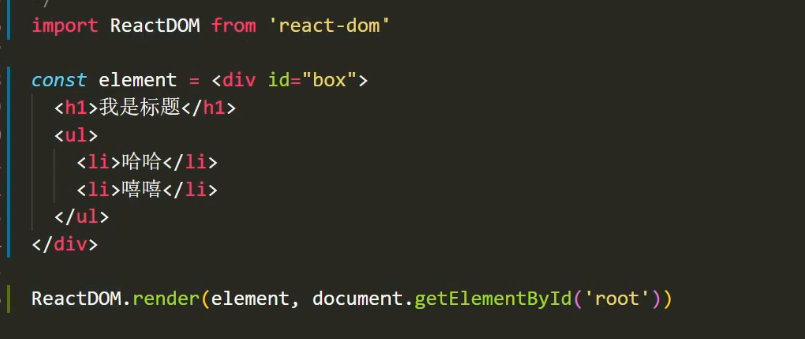 import ReactDOM from 'react-dom'
const element = <div id="box">
<h1>我是标题</h1>
<ul>
<li>哈哈</li>
<li>嘻嘻</li>
</ul>
</div>
ReactDOM.render(element, document.getElementById('root'))